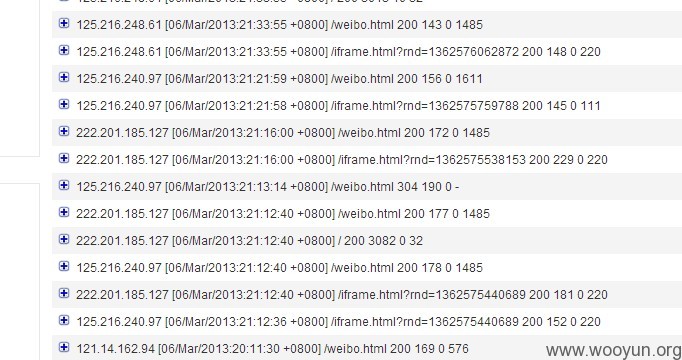 125.216.248.61 [06/Mar/2013:21:33:55 +0800] /weibo.html 200 143 0 1485
125.216.248.61 [06/Mar/2013:21:33:55 +0800] /iframe.html?rnd=1362576062872 200 148 0 220
125.216.240.97 [06/Mar/2013:21:21:59 +0800] /weibo.html 200 156 0 1611
125.216.240.97 [06/Mar/2013:21:21:58 +0800] /iframe.html?rnd=1362575759788 200 145 0 111
222.201.185.127 [06/Mar/2013:21:16:00 +0800] /weibo.html 200 172 0 1485
222.201.185.127 [06/Mar/2013:21:16:00 +0800] /iframe.html?rnd=1362575538153 200 229 0 220
125.216.240.97 [06/Mar/2013:21:13:14 +0800] /weibo.html 304 190 0 -
222.201.185.127 [06/Mar/2013:21:12:40 +0800] /weibo.html 200 177 0 1485
222.201.185.127 [06/Mar/2013:21:12:40 +0800] / 200 3082 0 32
125.216.240.97 [06/Mar/2013:21:12:40 +0800] /weibo.html 200 178 0 1485
222.201.185.127 [06/Mar/2013:21:12:40 +0800] /iframe.html?rnd=1362575440689 200 181 0 220
125.216.240.97 [06/Mar/2013:21:12:36 +0800] /iframe.html?rnd=1362575440689 200 152 0 220
121.14.162.94 [06/Mar/2013:20:11:30 +0800] /weibo.html 200 169 0 576
www.wooyun.org